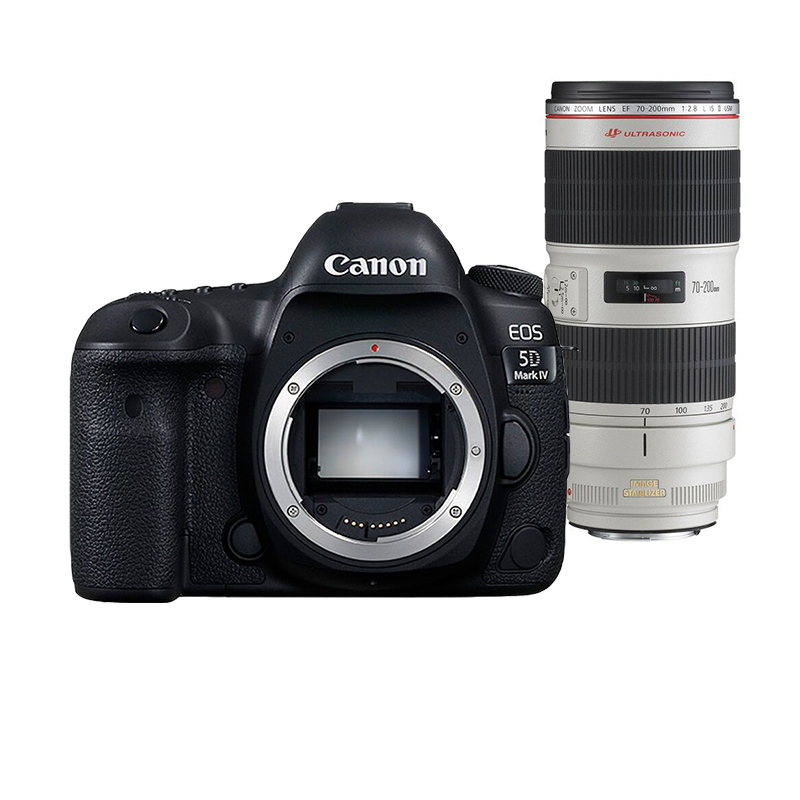 CANON ZOOM LENS EF 70-200mm 1:2.8 L IS II USM
ULTRASONIC
Canon
70-200mm
EOS
5D
Mark IV
70 100 135 200
IMAGE
STABILIZER